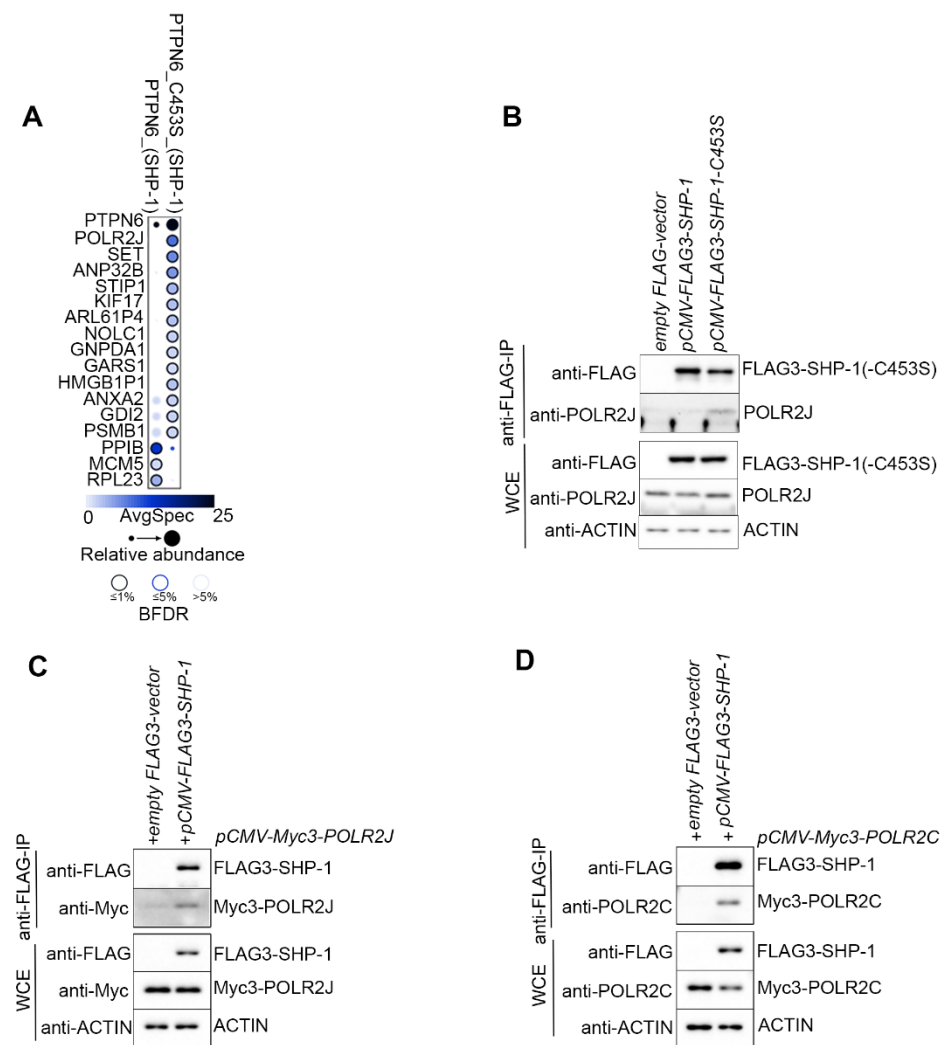 A
PTPN6_(SHP-1)
PTPN6_C453S_(SHP-1)
PTPN6
POLR2J
SET
ANP32B
STIP1
KIF17
ARL61P4
NOLC1
GNPDA1
GARS1
HMGB1P1
ANXA2
GDI2
PSMB1
PPIB
MCM5
RPL23
0 AvgSpec 25
Relative abundance
≤1% ≤5% >5%
BFDR
B
empty FLAG-vector
pCMV-FLAG3-SHP-1
pCMV-FLAG3-SHP-1-C453S
anti-FLAG-IP
anti-FLAG FLAG3-SHP-1(-C453S)
anti-POLR2J POLR2J
WCE
anti-FLAG FLAG3-SHP-1(-C453S)
anti-POLR2J POLR2J
anti-ACTIN ACTIN
C
+empty FLAG3-vector
+pCMV-FLAG3-SHP-1
pCMV-Myc3-POLR2J
anti-FLAG-IP
anti-FLAG FLAG3-SHP-1
anti-Myc Myc3-POLR2J
WCE
anti-FLAG FLAG3-SHP-1
anti-Myc Myc3-POLR2J
anti-ACTIN ACTIN
D
+ empty FLAG3-vector
+ pCMV-FLAG3-SHP-1
pCMV-Myc3-POLR2C
anti-FLAG-IP
anti-FLAG FLAG3-SHP-1
anti-POLR2C Myc3-POLR2C
WCE
anti-FLAG FLAG3-SHP-1
anti-POLR2C Myc3-POLR2C
anti-ACTIN ACTIN